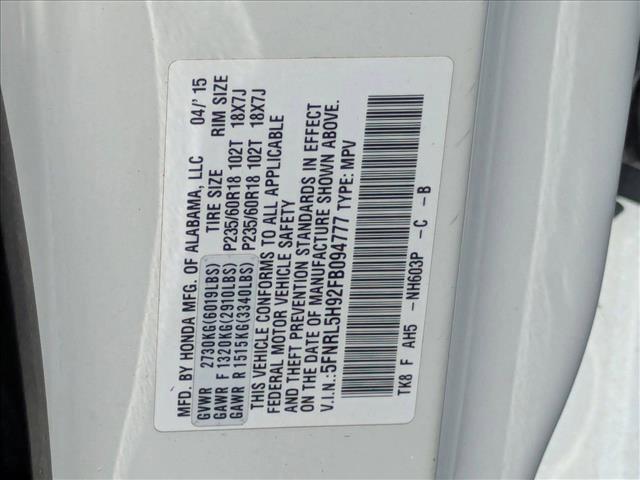 MFD. BY HONDA MFG. OF ALABAMA, LLC 04/'15
GVWR 2730KG(6019LBS) TIRE SIZE RIM SIZE
GAWR F 1320KG(2910LBS) P235/60R18 102T 18X7J
GAWR R 1515KG(3340LBS) P235/60R18 102T 18X7J
THIS VEHICLE CONFORMS TO ALL APPLICABLE
FEDERAL MOTOR VEHICLE SAFETY
AND THEFT PREVENTION STANDARDS IN EFFECT
ON THE DATE OF MANUFACTURE SHOWN ABOVE.
V.I.N.:5FNRL5H92FB094777 TYPE: MPV
TK8 F AH5 -NH603P -C -B